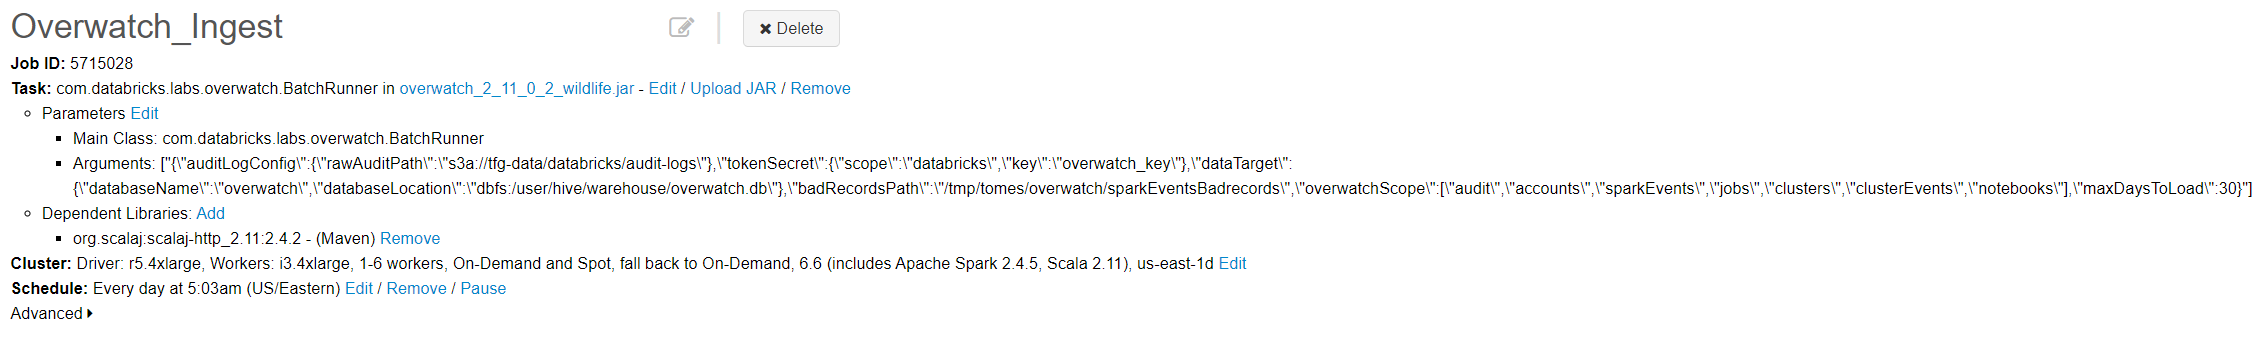 Overwatch_Ingest
Delete
Job ID: 5715028
Task: com.databricks.labs.overwatch.BatchRunner in overwatch_2_11_0_2_wildlife.jar - Edit / Upload JAR / Remove
Parameters Edit
Main Class: com.databricks.labs.overwatch.BatchRunner
Arguments: ["{\"auditLogConfig\":{\"rawAuditPath\":\"s3a://tfg-data/databricks/audit-logs\"},\"tokenSecret\":{\"scope\":\"databricks\",\"key\":\"overwatch_key\"},\"dataTarget\":
{\"databaseName\":\"overwatch\",\"databaseLocation\":\"dbfs:/user/hive/warehouse/overwatch.db\"},\"badRecordsPath\":\"/tmp/tomes/overwatch/sparkEventsBadrecords\",\"overwatchScope\":[\"audit\",\"accounts\",\"sparkEvents\",\"jobs\",\"clusters\",\"clusterEvents\",\"notebooks\"],\"maxDaysToLoad\":30}"]
Dependent Libraries: Add
org.scalaj:scalaj-http_2.11:2.4.2 - (Maven) Remove
Cluster: Driver: r5.4xlarge, Workers: i3.4xlarge, 1-6 workers, On-Demand and Spot, fall back to On-Demand, 6.6 (includes Apache Spark 2.4.5, Scala 2.11), us-east-1d Edit
Schedule: Every day at 5:03am (US/Eastern) Edit / Remove / Pause
Advanced